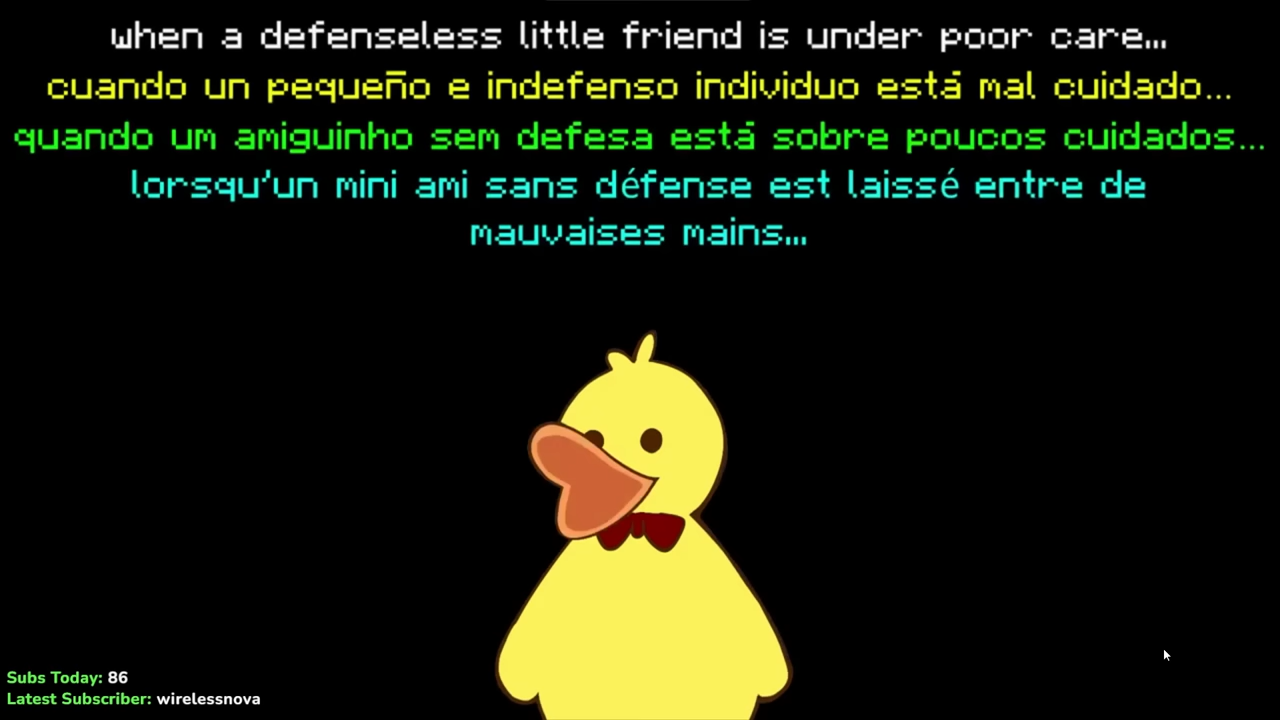 when a defenseless little friend is under poor care...
cuando un pequeño e indefenso individuo está mal cuidado...
quando um amiguinho sem defesa está sobre poucos cuidados...
lorsqu'un mini ami sans défense est laissé entre de
mauvaises mains...
Subs Today: 86
Latest Subscriber: wirelessnova